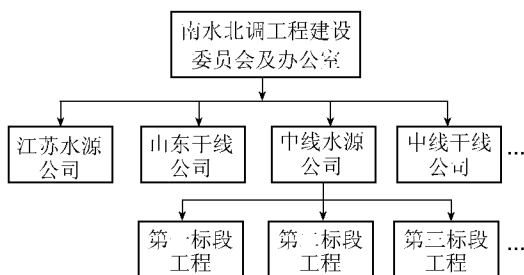 南水北调工程建设
委员会及办公室
江苏水源
公司
山东干线
公司
中线水源
公司
中线干线
公司
...
第一标段
工程
第二标段
工程
第三标段
工程
...